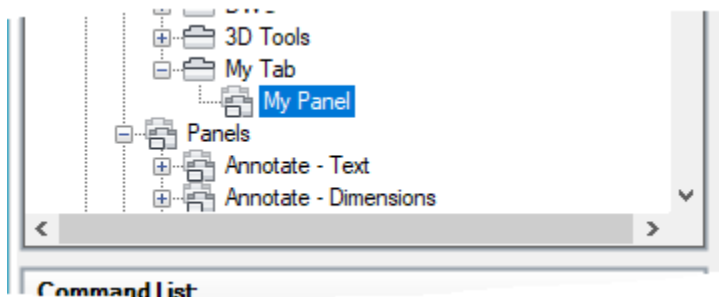 3D Tools
My Tab
My Panel
Panels
Annotate - Text
Annotate - Dimensions
Command List